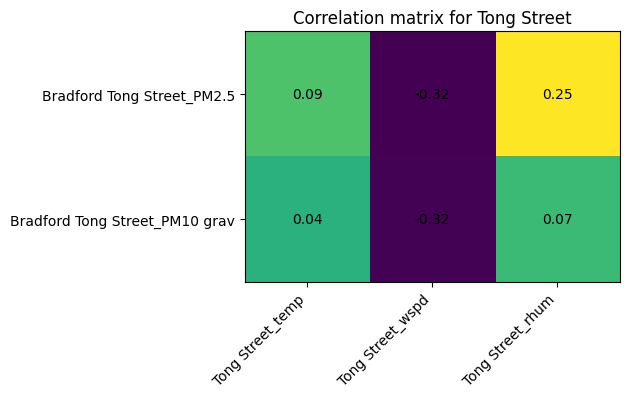 Correlation matrix for Tong Street
Bradford Tong Street_PM2.5
0.09
-0.32
0.25
Bradford Tong Street_PM10 grav
0.04
-0.32
0.07
Tong Street_temp
Tong Street_wspd
Tong Street_rhum